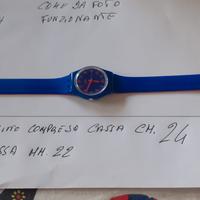 COME DA FOTO
FUNZIONANTE
COMPRESA CASSA CM. 24
MM. 22